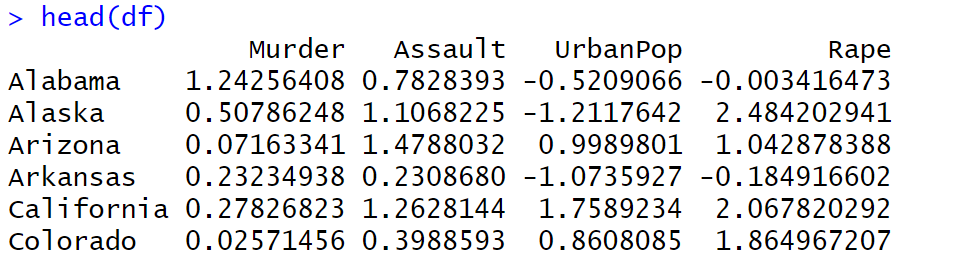 > head(df)
Murder Assault UrbanPop Rape
Alabama 1.24256408 0.7828393 -0.5209066 -0.003416473
Alaska 0.50786248 1.1068225 -1.2117642 2.484202941
Arizona 0.07163341 1.4788032 0.9989801 1.042878388
Arkansas 0.23234938 0.2308680 -1.0735927 -0.184916602
California 0.27826823 1.2628144 1.7589234 2.067820292
Colorado 0.02571456 0.3988593 0.8608085 1.864967207